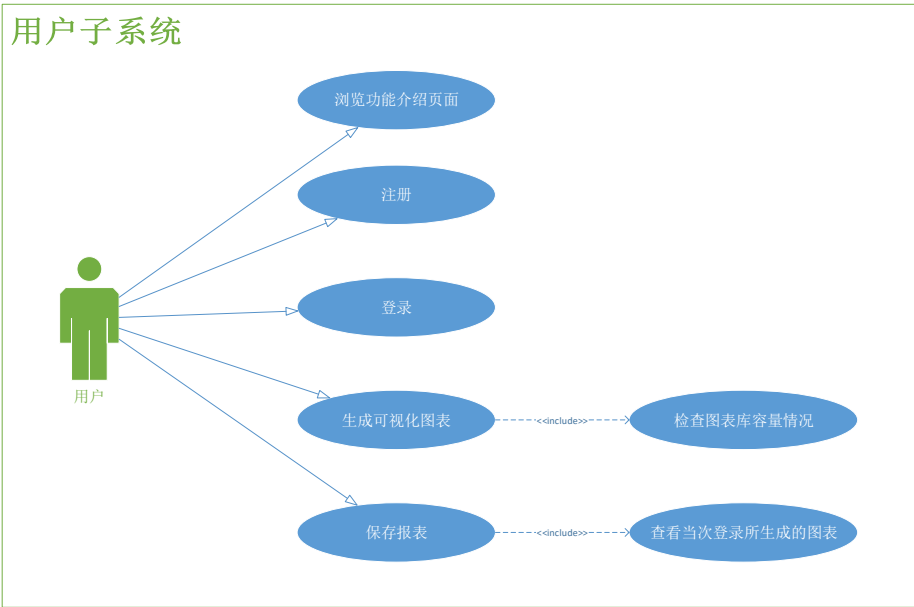 用户子系统
浏览功能介绍页面
注册
登录
用户
生成可视化图表
<<include>>
检查图表库容量情况
保存报表
<<include>>
查看当次登录所生成的图表